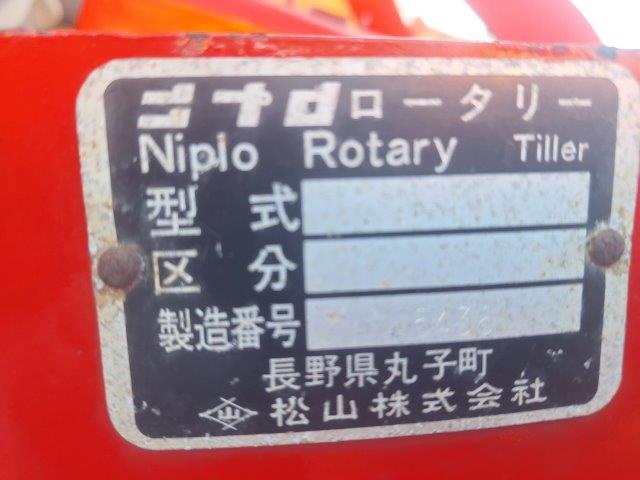 ニプロロータリー
Niplo Rotary Tiller
型式
区分
製造番号
長野県丸子町
松山株式会社